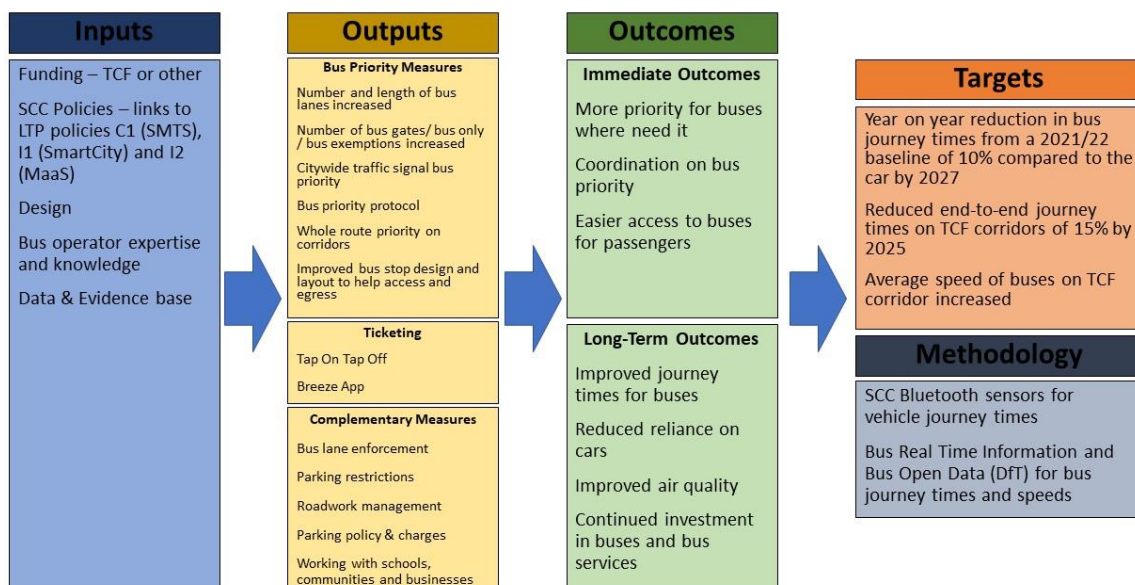 Inputs
Funding – TCF or other
SCC Policies – links to
LTP policies C1 (SMTS),
I1 (SmartCity) and I2
(MaaS)
Design
Bus operator expertise
and knowledge
Data & Evidence base
Outputs
Bus Priority Measures
Number and length of bus
lanes increased
Number of bus gates/ bus only
/ bus exemptions increased
Citywide traffic signal bus
priority
Bus priority protocol
Whole route priority on
corridors
Improved bus stop design and
layout to help access and
egress
Ticketing
Tap On Tap Off
Breeze App
Complementary Measures
Bus lane enforcement
Parking restrictions
Roadwork management
Parking policy & charges
Working with schools,
communities and businesses
Outcomes
Immediate Outcomes
More priority for buses
where need it
Coordination on bus
priority
Easier access to buses
for passengers
Long-Term Outcomes
Improved journey
times for buses
Reduced reliance on
cars
Improved air quality
Continued investment
in buses and bus
services
Targets
Year on year reduction in bus
journey times from a 2021/22
baseline of 10% compared to the
car by 2027
Reduced end-to-end journey
times on TCF corridors of 15% by
2025
Average speed of buses on TCF
corridor increased
Methodology
SCC Bluetooth sensors for
vehicle journey times
Bus Real Time Information and
Bus Open Data (DfT) for bus
journey times and speeds